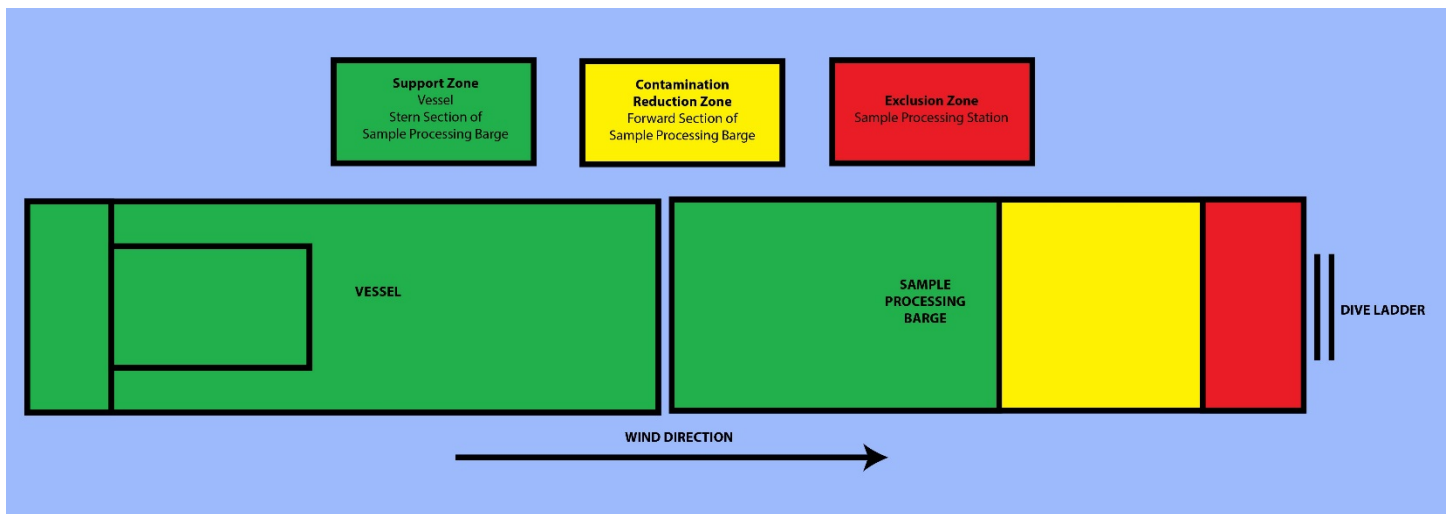 Support Zone
Vessel
Stern Section of
Sample Processing Barge
Contamination
Reduction Zone
Forward Section of
Sample Processing Barge
Exclusion Zone
Sample Processing Station
VESSEL
SAMPLE
PROCESSING
BARGE
DIVE LADDER
WIND DIRECTION